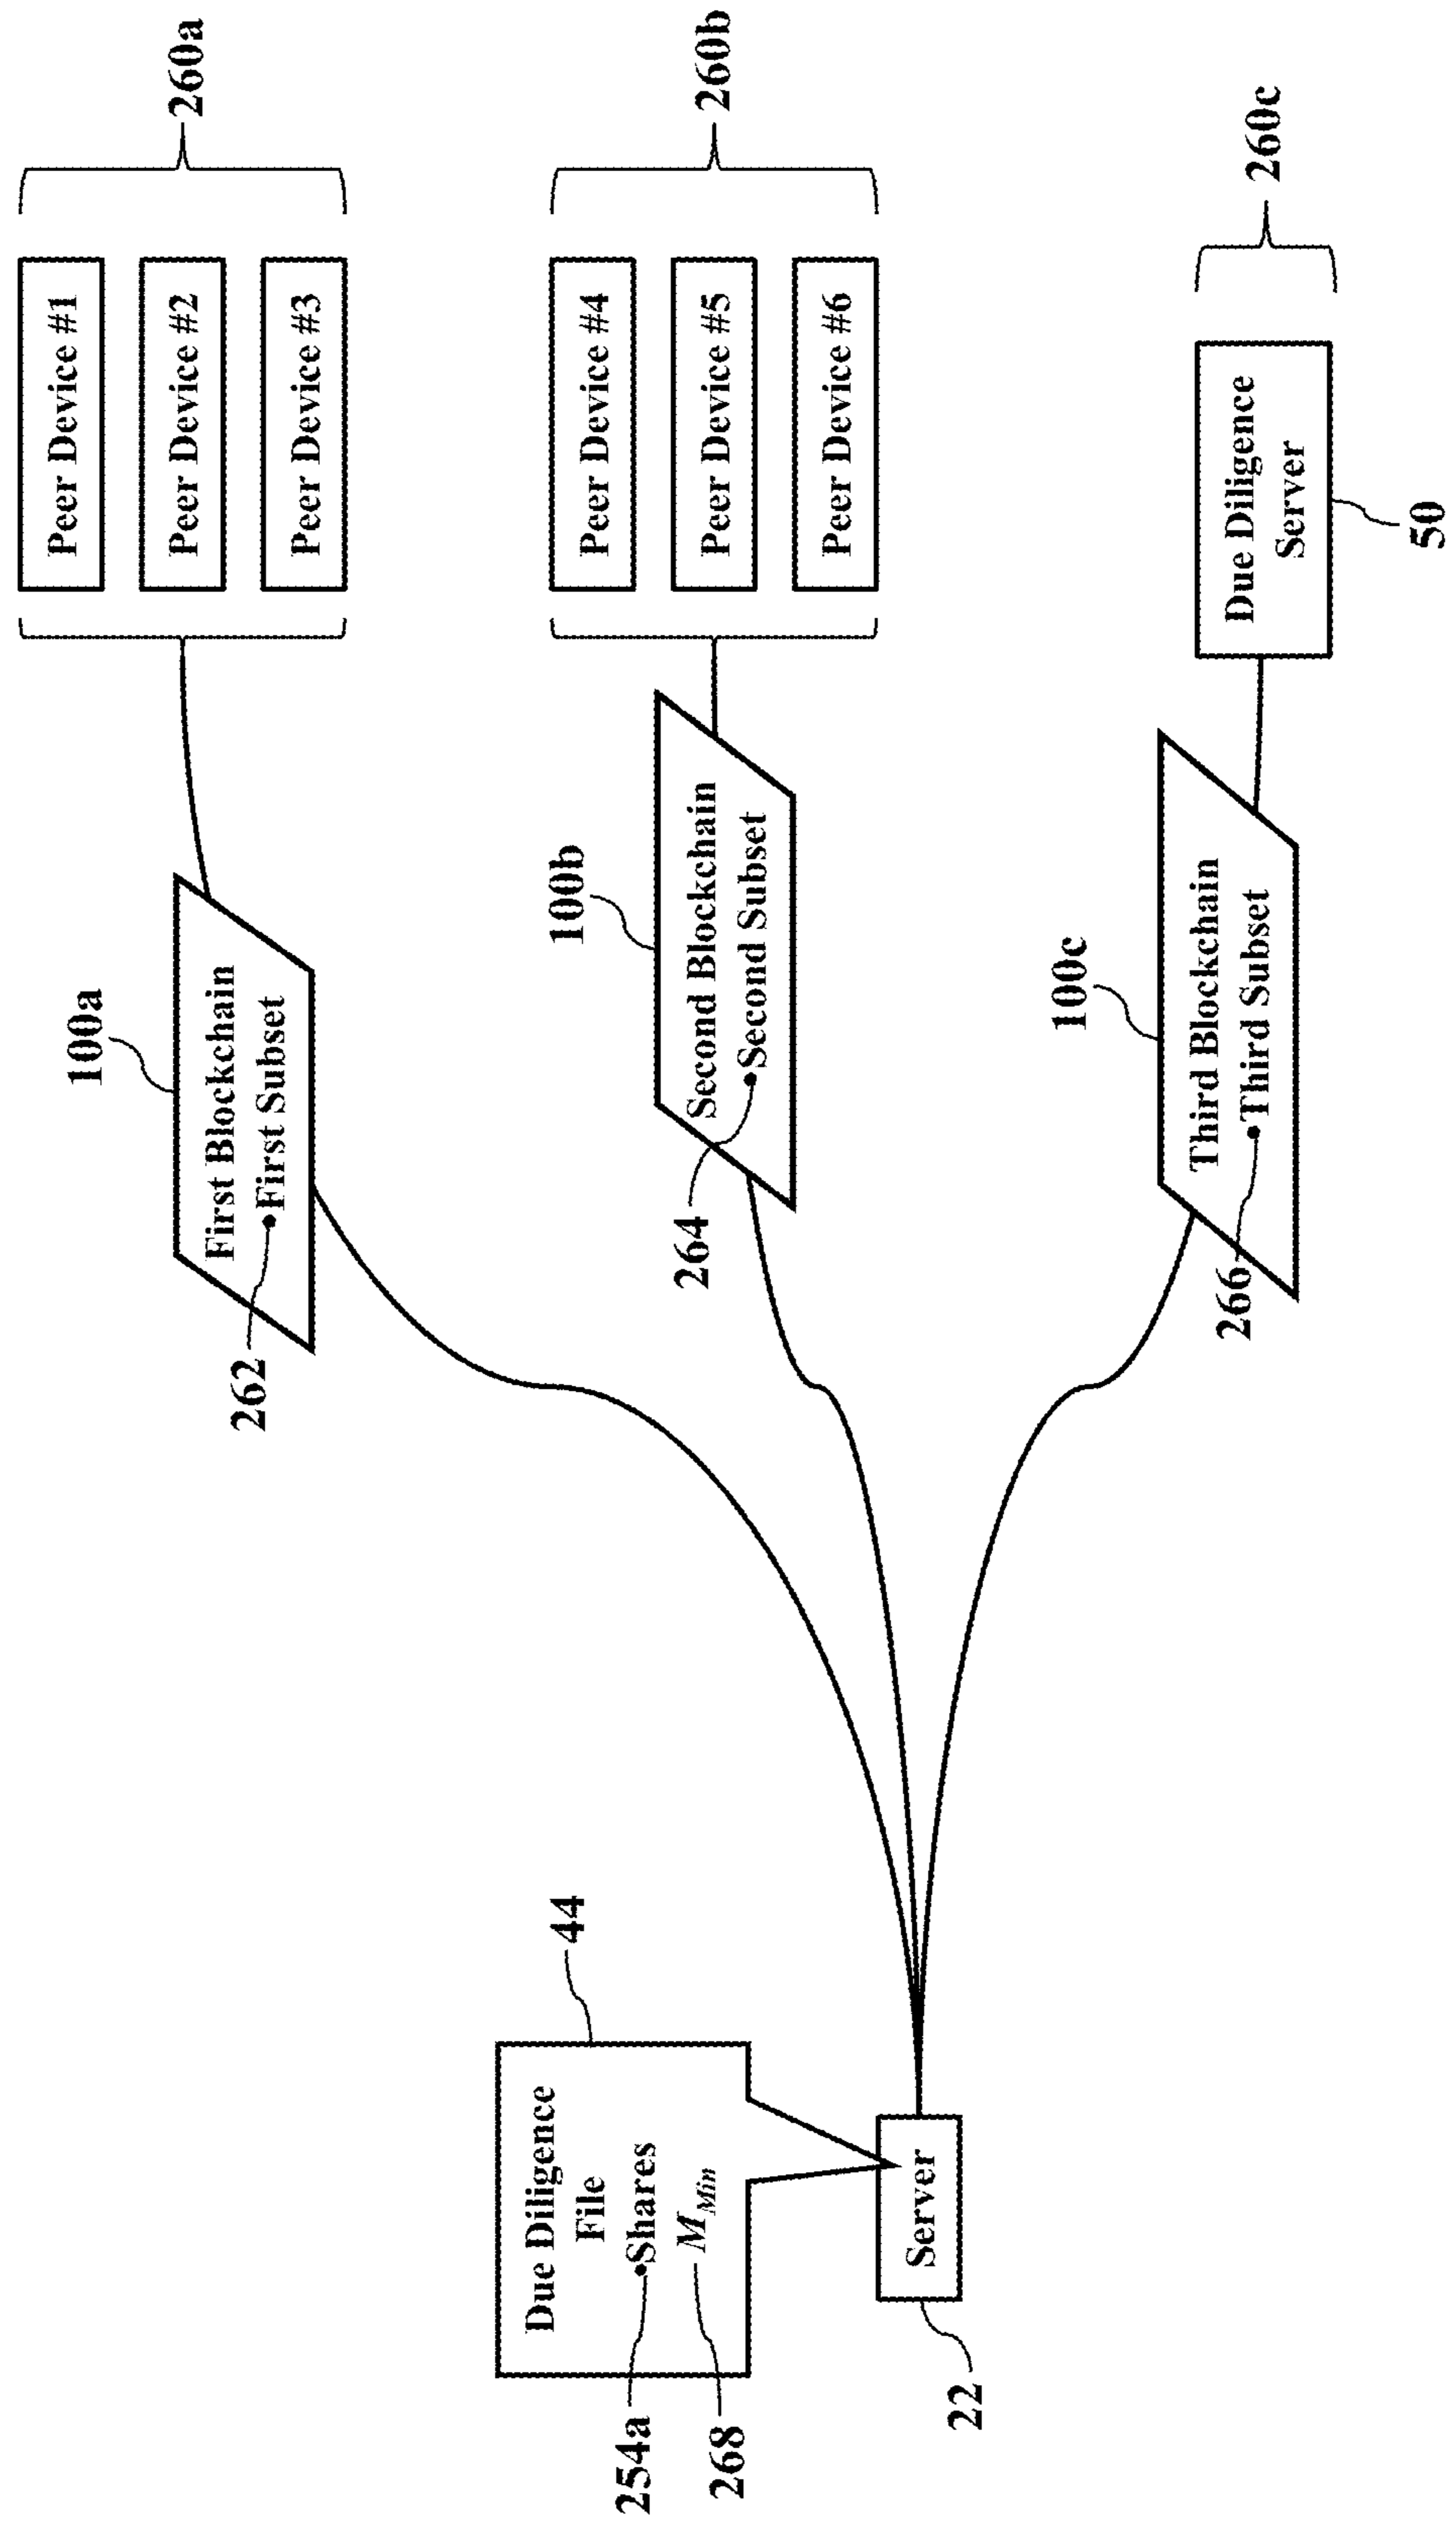 Due Diligence
File
•Shares
M Min
44
254a
268
Server
22
100a
First Blockchain
•First Subset
262
Peer Device #1
Peer Device #2
Peer Device #3
260a
100b
Second Blockchain
•Second Subset
264
Peer Device #4
Peer Device #5
Peer Device #6
260b
100c
Third Blockchain
•Third Subset
266
Due Diligence
Server
50
260c